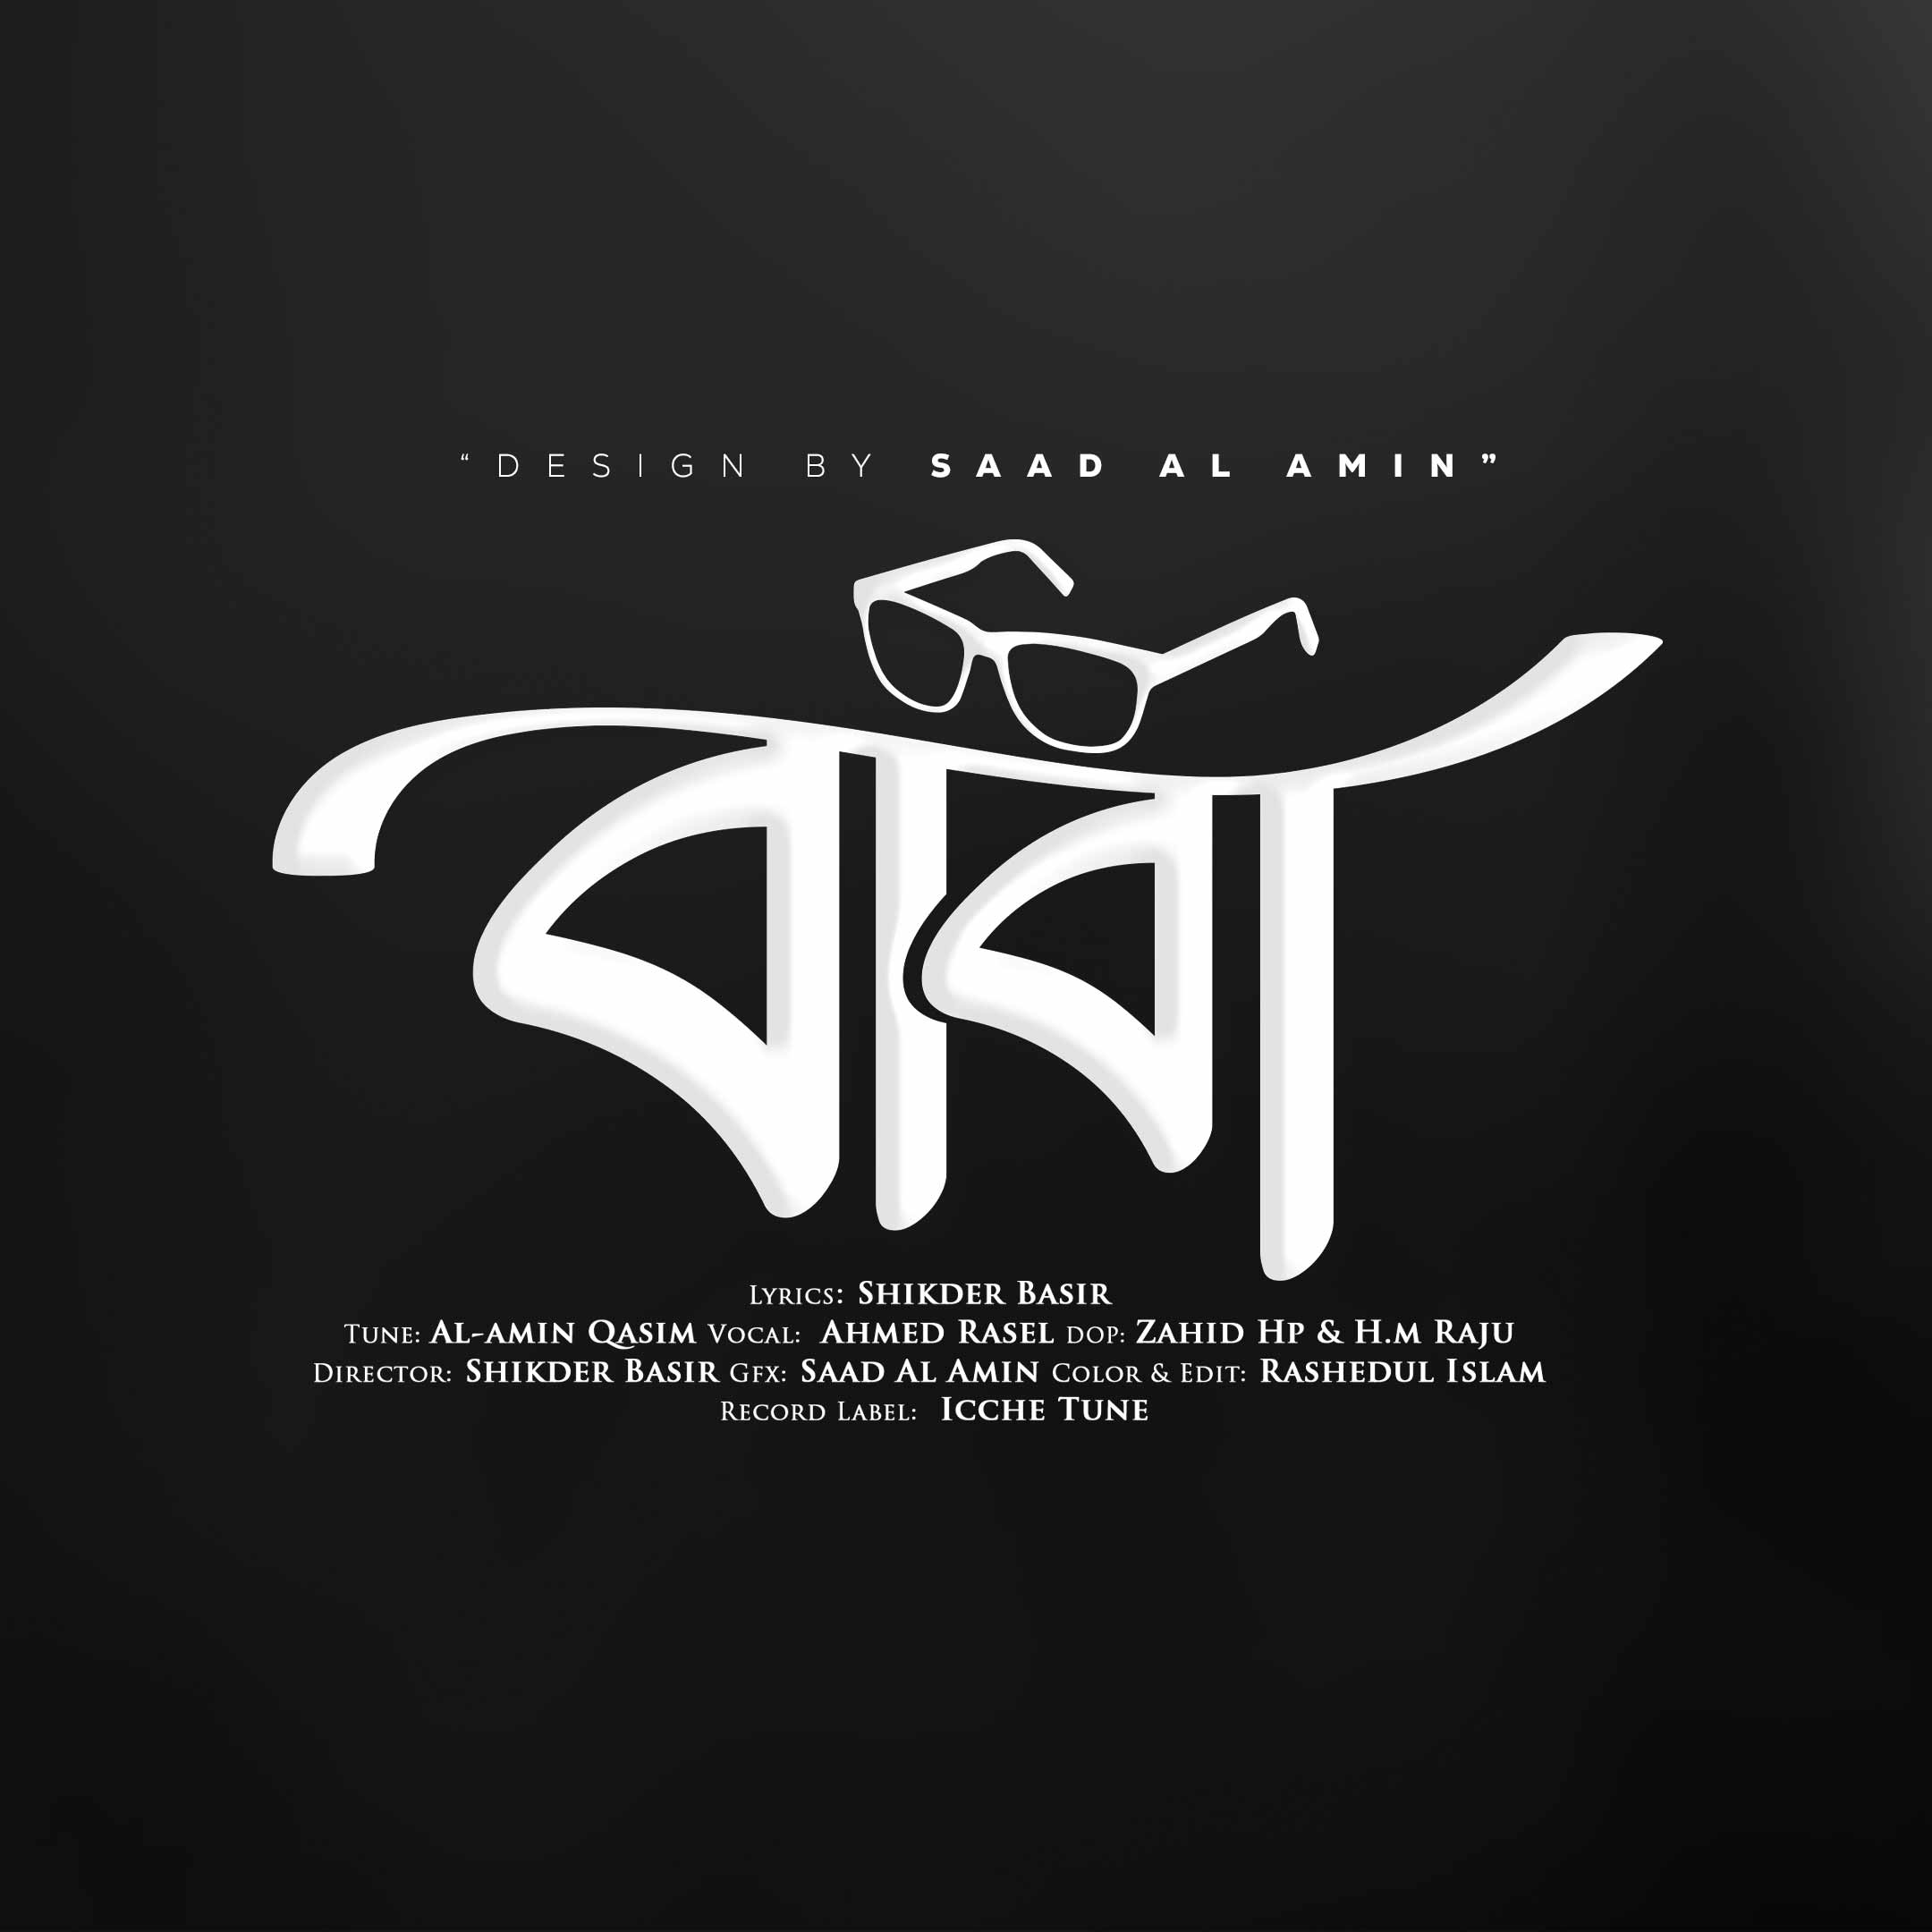 “DESIGN BY SAAD AL AMIN”
বাবা
Lyrics: Shikder Basir
Tune: Al-amin Qasim Vocal: Ahmed Rasel dop: Zahid Hp & H.m Raju
Director: Shikder Basir Gfx: Saad Al Amin Color & Edit: Rashedul Islam
Record Label: Icche Tune